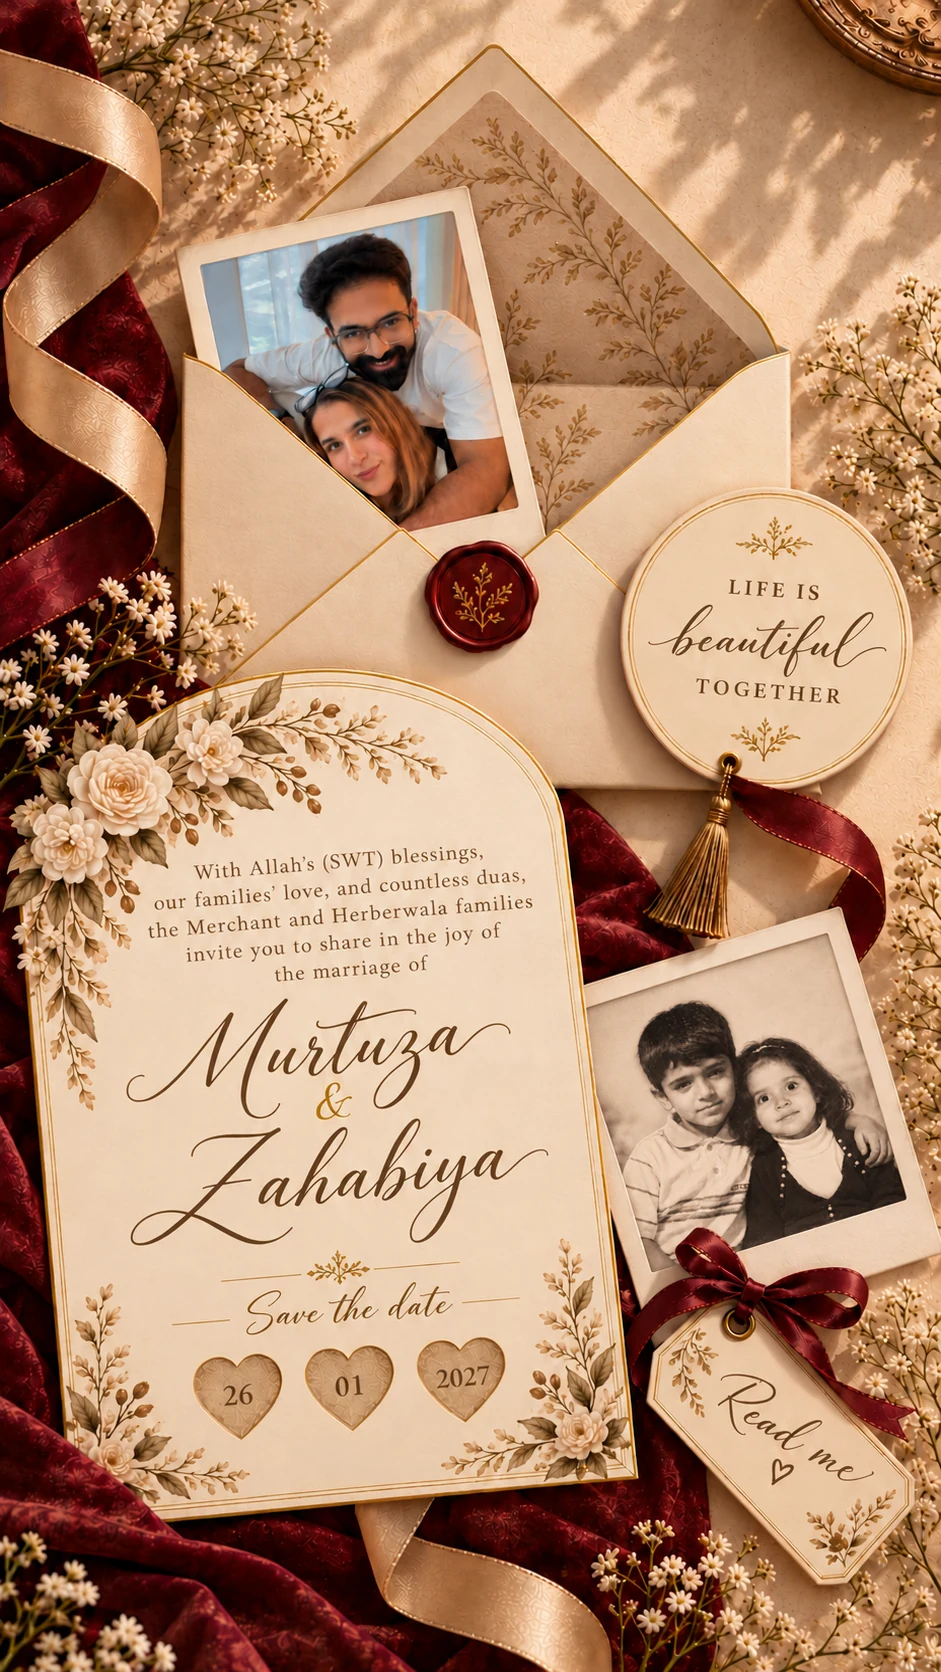 LIFE IS
beautiful
TOGETHER
With Allah's (SWT) blessings,
our families' love, and countless duas,
the Merchant and Herberwala families
invite you to share in the joy of
the marriage of
Murtuza
&
Zahabiya
Save the date
26 01 2027
Read me